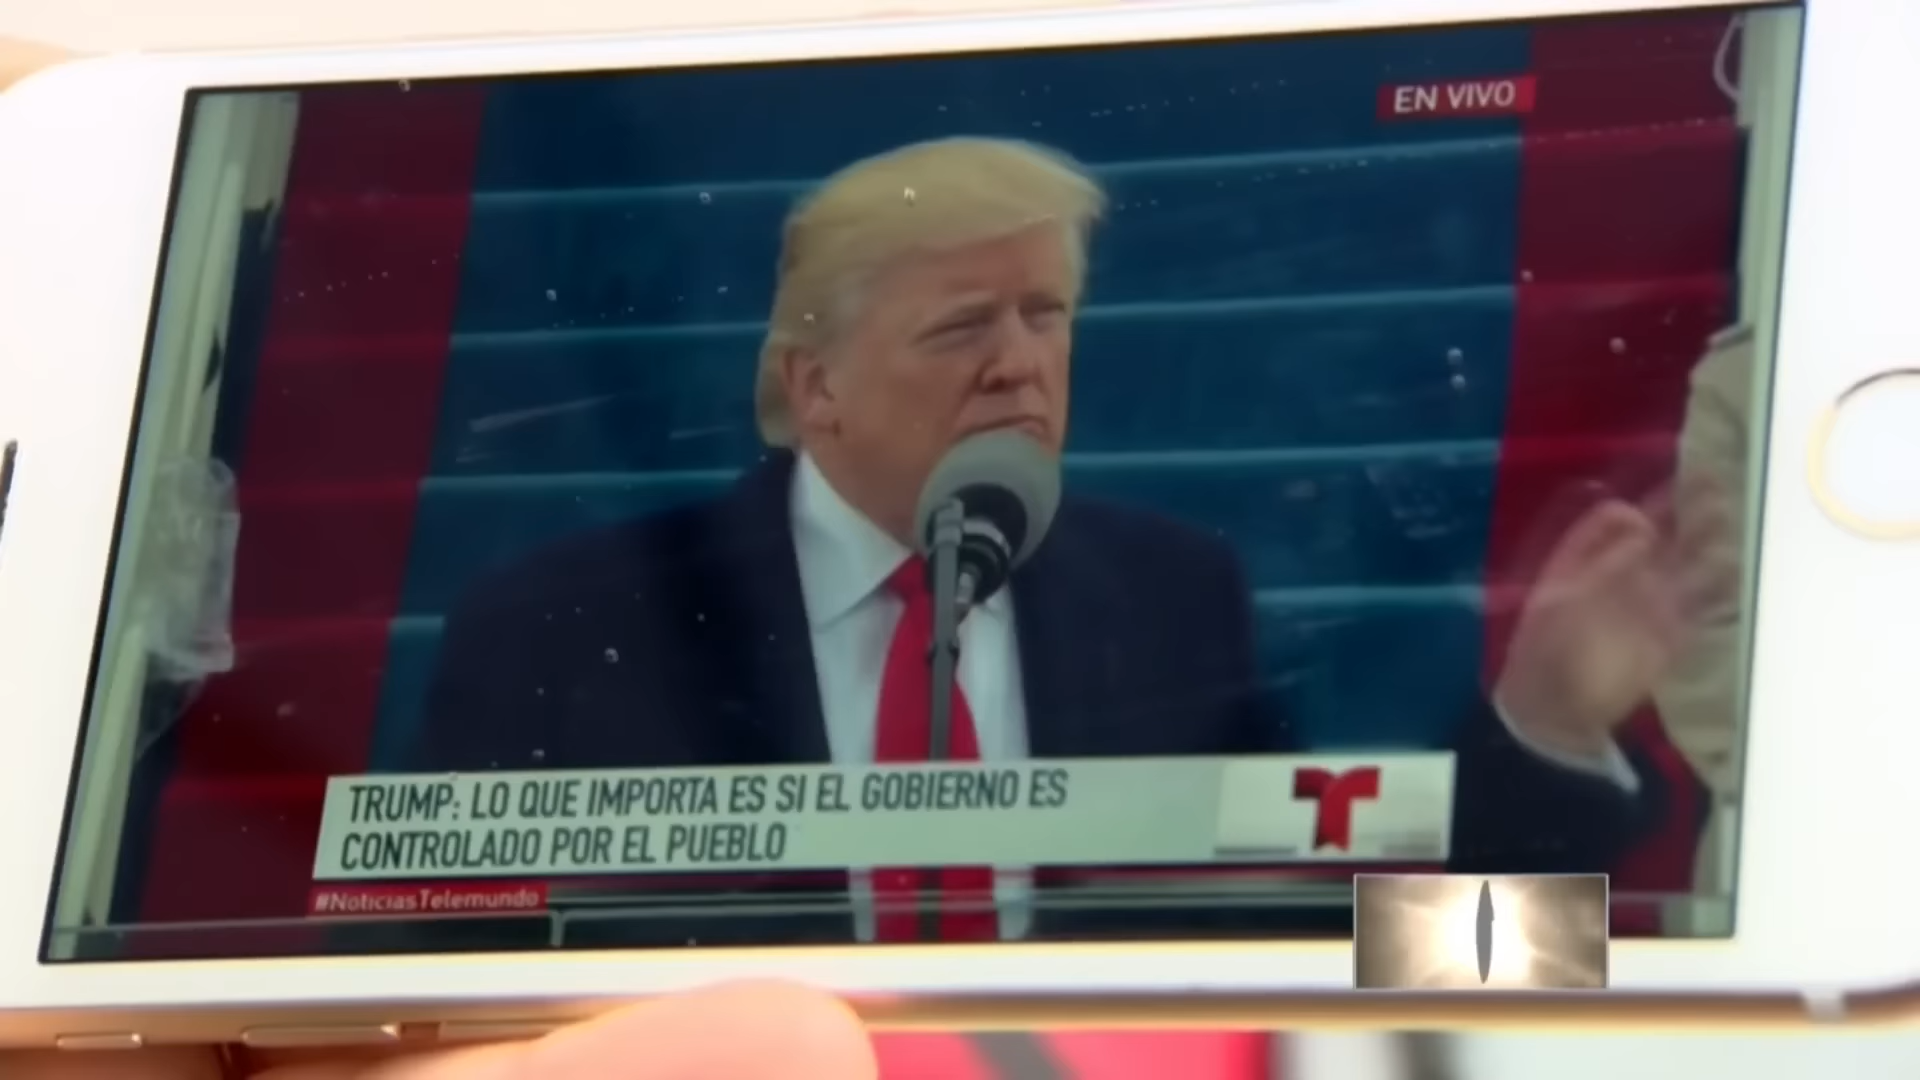 EN VIVO
TRUMP: LO QUE IMPORTA ES SI EL GOBIERNO ES
CONTROLADO POR EL PUEBLO
#NoticiasTelemundo